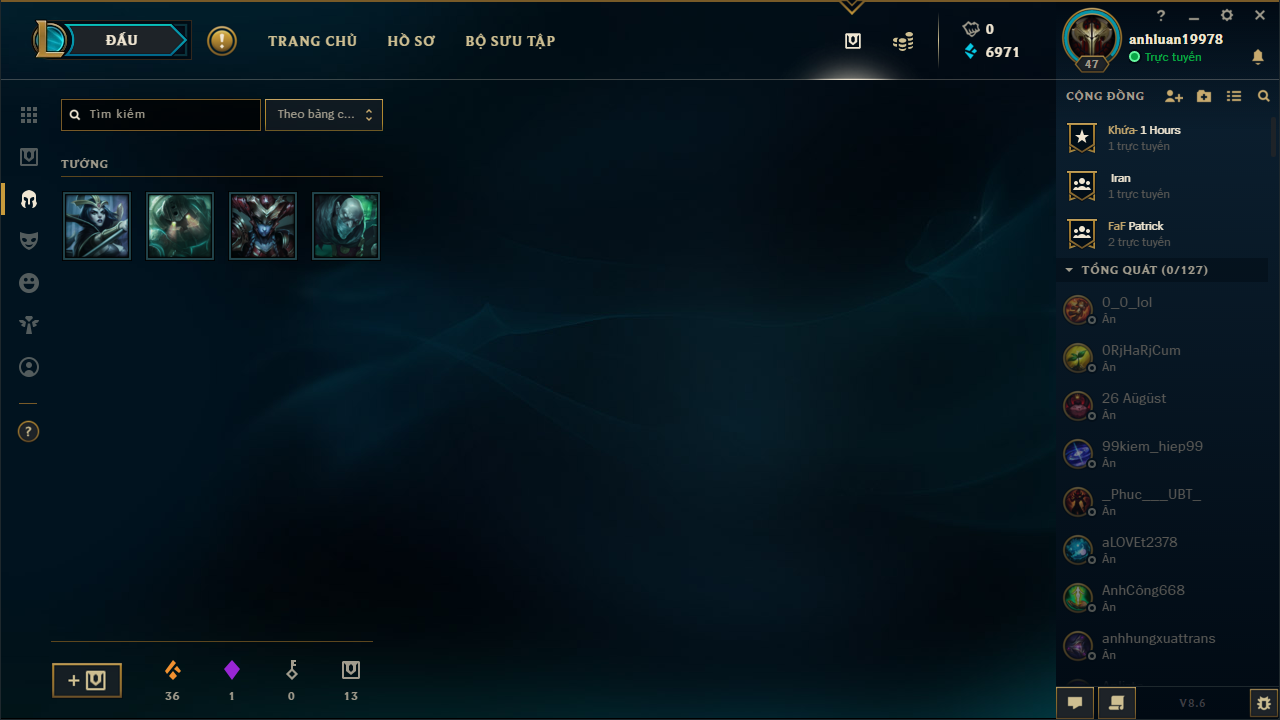 ĐẤU
!
TRANG CHỦ
HỒ SƠ
BỘ SƯU TẬP
0
6971
?
47
anhluan19978
Trực tuyến
Tìm kiếm
Theo bảng c...
TƯỚNG
?
36
1
0
13
CỘNG ĐỒNG
Khứa- 1 Hours
1 trực tuyến
Iran
1 trực tuyến
FaF Patrick
2 trực tuyến
TỔNG QUÁT (0/127)
0_0_lol
Ẩn
0RjHaRjCum
Ẩn
26 Aügüst
Ẩn
99kiem_hiep99
Ẩn
_Phuc___UBT_
Ẩn
aLOVEt2378
Ẩn
AnhCông668
Ẩn
anhhungxuattrans
Ẩn
V8.6